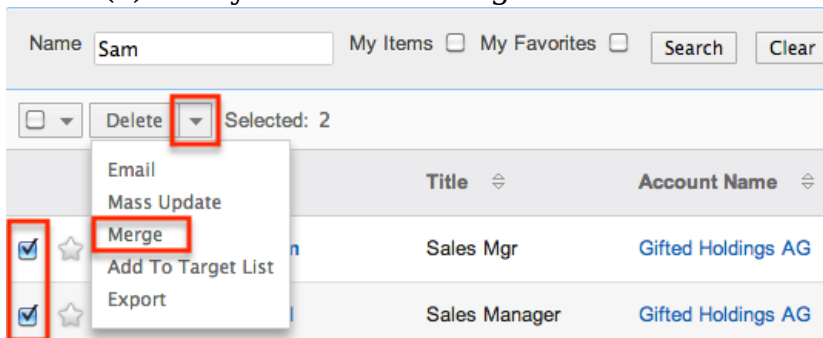 Name Sam My Items My Favorites Search Clear
Delete Selected: 2
Email
Mass Update
Merge
Add To Target List
Export
Title Account Name
Sales Mgr Gifted Holdings AG
Sales Manager Gifted Holdings AG